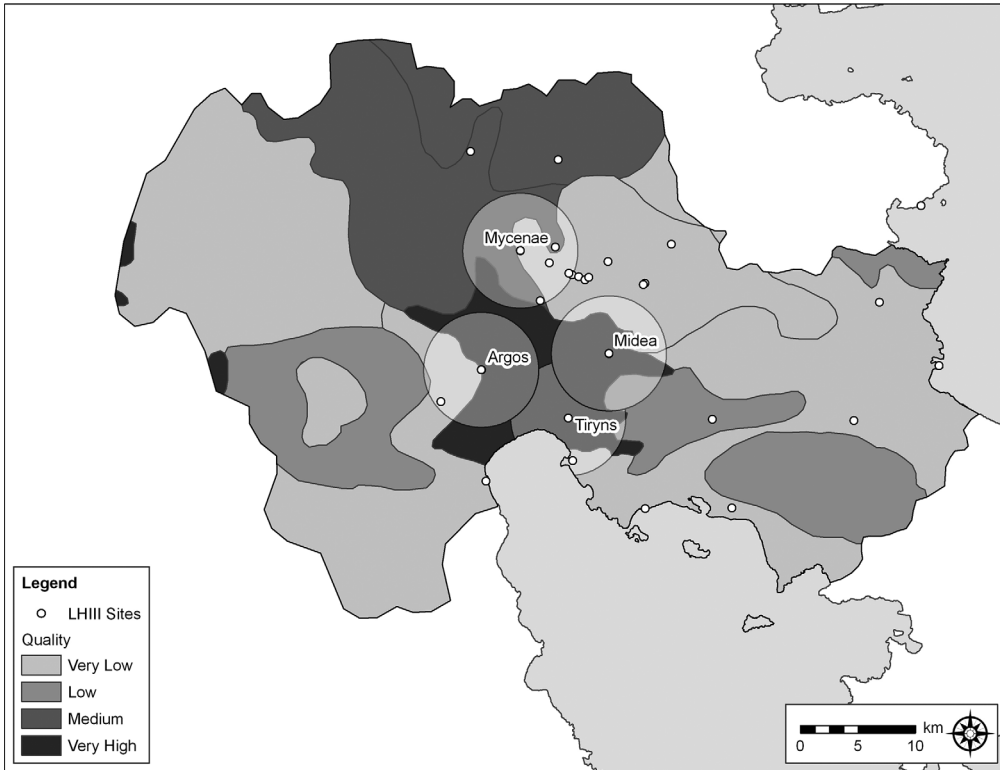 Mycenae
Midea
Argos
Tiryns
Legend
LHIII Sites
Quality
Very Low
Low
Medium
Very High
km
0 5 10